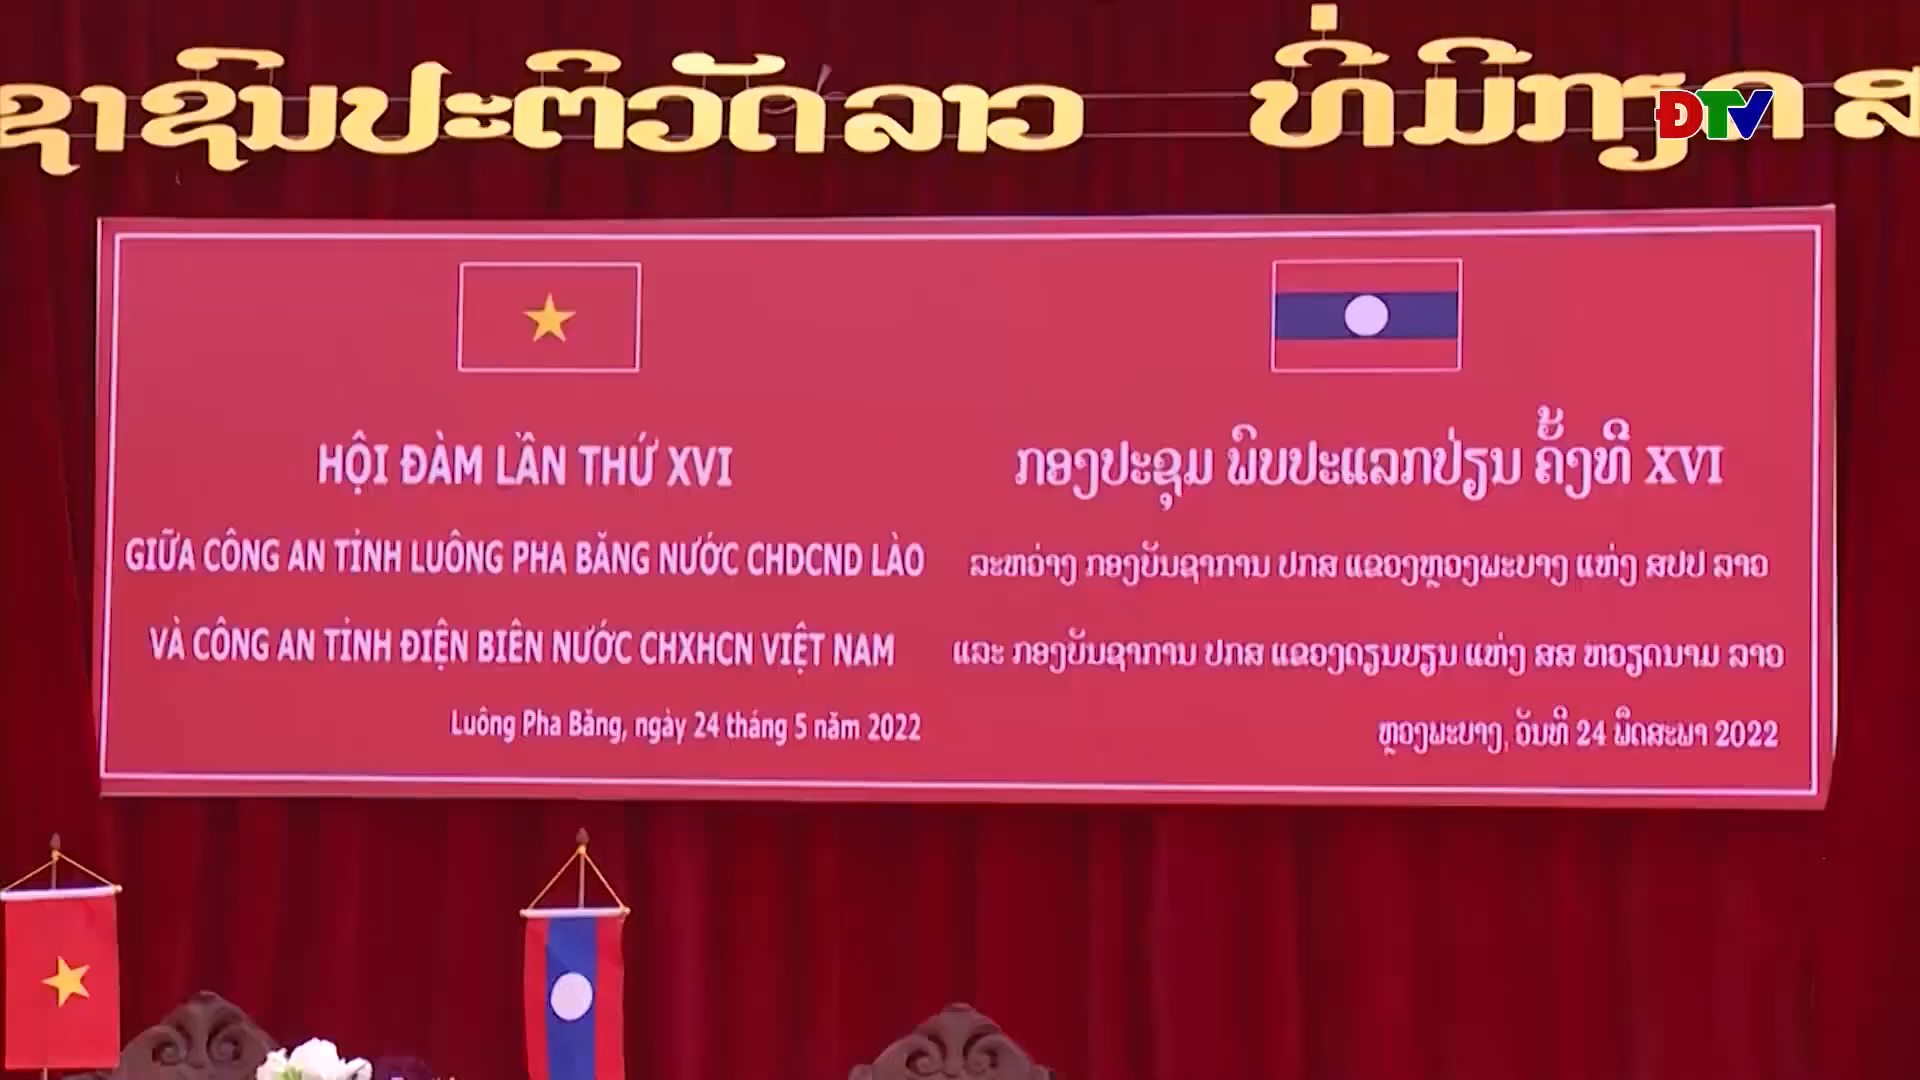 ຊາຊົນປະຕິວັດລາວ ທີ່ມີກຽດ ສ
ĐTV
HỘI ĐÀM LẦN THỨ XVI
GIỮA CÔNG AN TỈNH LUÔNG PHA BĂNG NƯỚC CHDCND LÀO
VÀ CÔNG AN TỈNH ĐIỆN BIÊN NƯỚC CHXHCN VIỆT NAM
Luông Pha Băng, ngày 24 tháng 5 năm 2022
ກອງປະຊຸມ ພົບປະແລກປ່ຽນ ຄັ້ງທີ XVI
ລະຫວ່າງ ກອງບັນຊາການ ປກສ ແຂວງຫຼວງພະບາງ ແຫ່ງ ສປປ ລາວ
ແລະ ກອງບັນຊາການ ປກສ ແຂວງດຽນບຽນ ແຫ່ງ ສສ ຫວຽດນາມ ລາວ
ຫຼວງພະບາງ, ວັນທີ 24 ພຶດສະພາ 2022